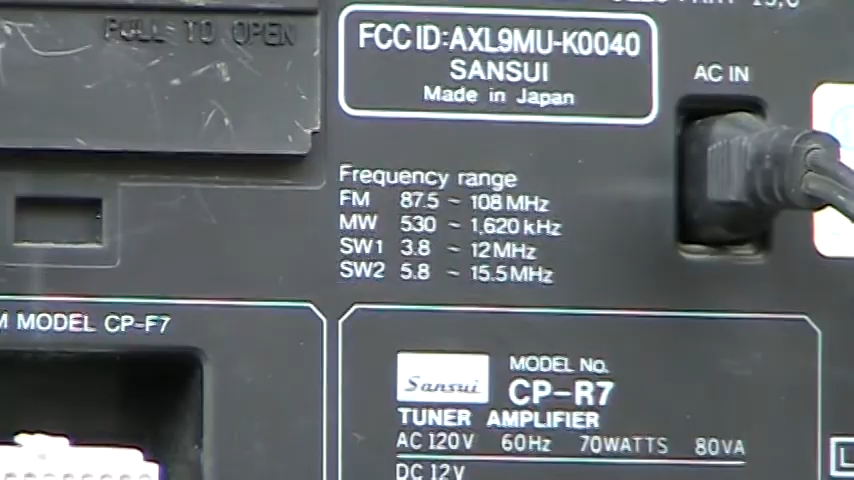 PULL TO OPEN
FCC ID:AXL9MU-K0040
SANSUI
Made in Japan
AC IN
Frequency range
FM 87.5 ~ 108 MHz
MW 530 ~ 1,620 kHz
SW1 3.8 ~ 12 MHz
SW2 5.8 ~ 15.5 MHz
MODEL CP-F7
Sansui
MODEL No.
CP-R7
TUNER AMPLIFIER
AC 120V 60Hz 70WATTS 80VA
DC 12V